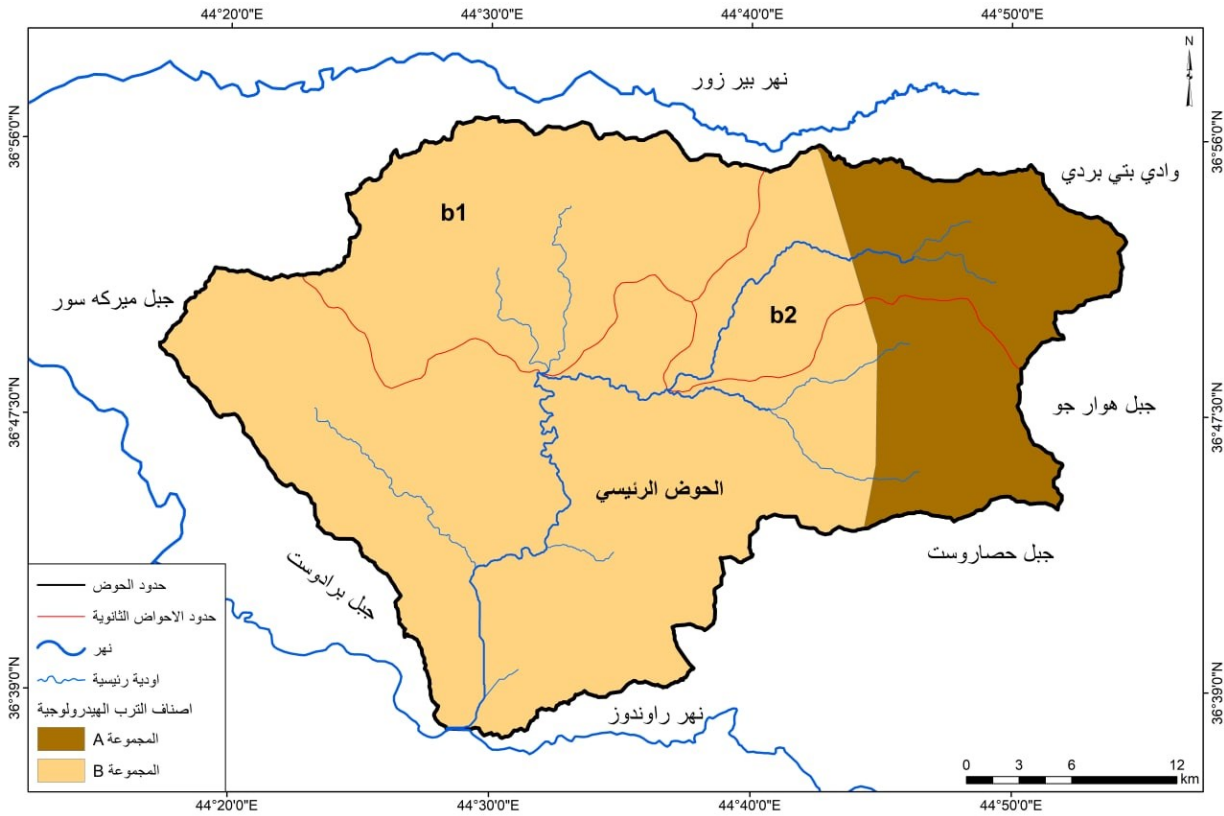 44°20'0"E
44°30'0"E
44°40'0"E
44°50'0"E
N
نهر بير زور
36°56'0"N
36°56'0"N
وادي بتي بردي
b1
جبل ميركه سور
b2
36°47'30"N
36°47'30"N
جبل هوار جو
الحوض الرئيسي
جبل حصاروست
جبل برادوست
حدود الحوض
حدود الاحواض الثانوية
نهر
اودية رئيسية
اصناف الترب الهيدرولوجية
المجموعة A
المجموعة B
36°39'0"N
36°39'0"N
نهر راوندوز
0 3 6 12
km
44°20'0"E
44°30'0"E
44°40'0"E
44°50'0"E